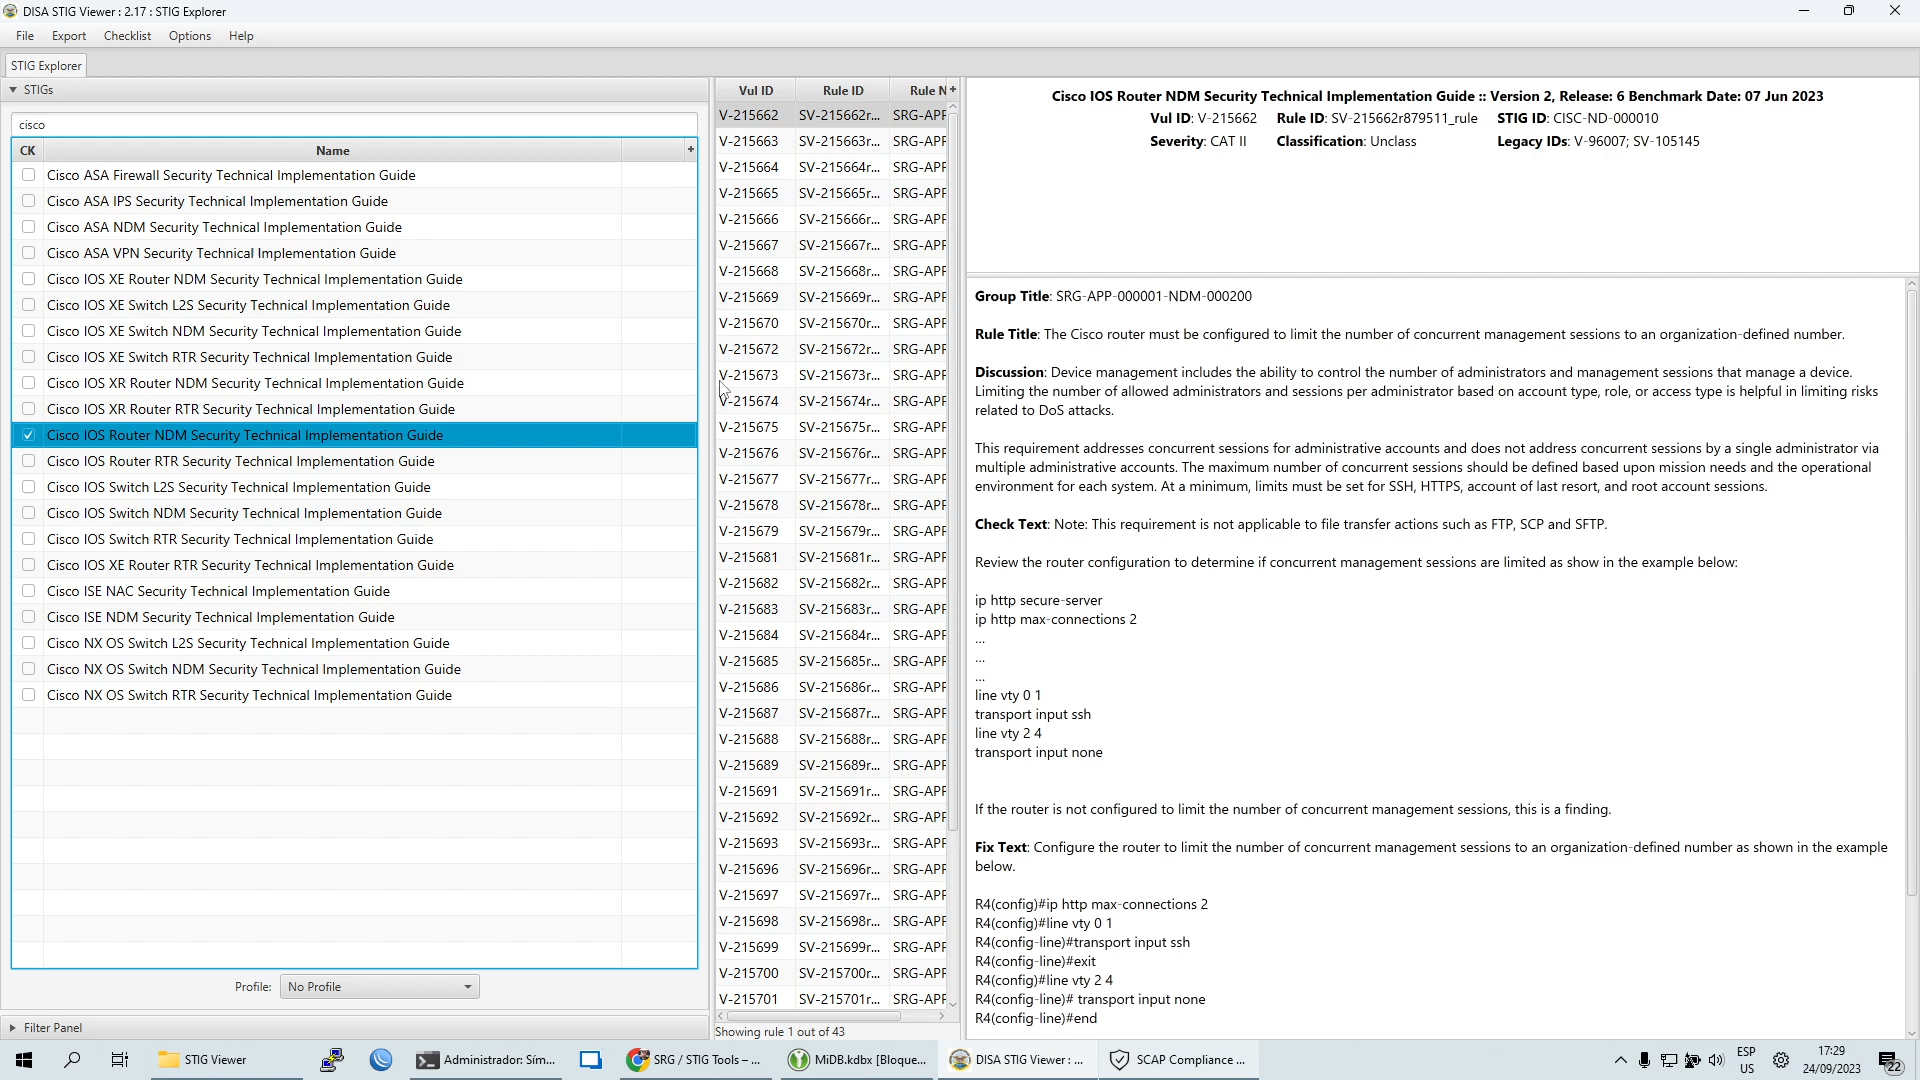 DISA STIG Viewer : 2.17 : STIG Explorer
File Export Checklist Options Help
STIG Explorer
STIGs
cisco
CK Name +
Cisco ASA Firewall Security Technical Implementation Guide
Cisco ASA IPS Security Technical Implementation Guide
Cisco ASA NDM Security Technical Implementation Guide
Cisco ASA VPN Security Technical Implementation Guide
Cisco IOS XE Router NDM Security Technical Implementation Guide
Cisco IOS XE Switch L2S Security Technical Implementation Guide
Cisco IOS XE Switch NDM Security Technical Implementation Guide
Cisco IOS XE Switch RTR Security Technical Implementation Guide
Cisco IOS XR Router NDM Security Technical Implementation Guide
Cisco IOS XR Router RTR Security Technical Implementation Guide
Cisco IOS Router NDM Security Technical Implementation Guide
Cisco IOS Router RTR Security Technical Implementation Guide
Cisco IOS Switch L2S Security Technical Implementation Guide
Cisco IOS Switch NDM Security Technical Implementation Guide
Cisco IOS Switch RTR Security Technical Implementation Guide
Cisco IOS XE Router RTR Security Technical Implementation Guide
Cisco ISE NAC Security Technical Implementation Guide
Cisco ISE NDM Security Technical Implementation Guide
Cisco NX OS Switch L2S Security Technical Implementation Guide
Cisco NX OS Switch NDM Security Technical Implementation Guide
Cisco NX OS Switch RTR Security Technical Implementation Guide
Profile: No Profile
Filter Panel
Vul ID Rule ID Rule N +
V-215662 SV-215662r... SRG-APP
V-215663 SV-215663r... SRG-APP
V-215664 SV-215664r... SRG-APP
V-215665 SV-215665r... SRG-APP
V-215666 SV-215666r... SRG-APP
V-215667 SV-215667r... SRG-APP
V-215668 SV-215668r... SRG-APP
V-215669 SV-215669r... SRG-APP
V-215670 SV-215670r... SRG-APP
V-215672 SV-215672r... SRG-APP
V-215673 SV-215673r... SRG-APP
V-215674 SV-215674r... SRG-APP
V-215675 SV-215675r... SRG-APP
V-215676 SV-215676r... SRG-APP
V-215677 SV-215677r... SRG-APP
V-215678 SV-215678r... SRG-APP
V-215679 SV-215679r... SRG-APP
V-215681 SV-215681r... SRG-APP
V-215682 SV-215682r... SRG-APP
V-215683 SV-215683r... SRG-APP
V-215684 SV-215684r... SRG-APP
V-215685 SV-215685r... SRG-APP
V-215686 SV-215686r... SRG-APP
V-215687 SV-215687r... SRG-APP
V-215688 SV-215688r... SRG-APP
V-215689 SV-215689r... SRG-APP
V-215691 SV-215691r... SRG-APP
V-215692 SV-215692r... SRG-APP
V-215693 SV-215693r... SRG-APP
V-215696 SV-215696r... SRG-APP
V-215697 SV-215697r... SRG-APP
V-215698 SV-215698r... SRG-APP
V-215699 SV-215699r... SRG-APP
V-215700 SV-215700r... SRG-APP
V-215701 SV-215701r... SRG-APP
Showing rule 1 out of 43
Cisco IOS Router NDM Security Technical Implementation Guide :: Version 2, Release: 6 Benchmark Date: 07 Jun 2023
Vul ID: V-215662 Rule ID: SV-215662r879511_rule STIG ID: CISC-ND-000010
Severity: CAT II Classification: Unclass Legacy IDs: V-96007; SV-105145
Group Title: SRG-APP-000001-NDM-000200
Rule Title: The Cisco router must be configured to limit the number of concurrent management sessions to an organization-defined number.
Discussion: Device management includes the ability to control the number of administrators and management sessions that manage a device.
Limiting the number of allowed administrators and sessions per administrator based on account type, role, or access type is helpful in limiting risks
related to DoS attacks.
This requirement addresses concurrent sessions for administrative accounts and does not address concurrent sessions by a single administrator via
multiple administrative accounts. The maximum number of concurrent sessions should be defined based upon mission needs and the operational
environment for each system. At a minimum, limits must be set for SSH, HTTPS, account of last resort, and root account sessions.
Check Text: Note: This requirement is not applicable to file transfer actions such as FTP, SCP and SFTP.
Review the router configuration to determine if concurrent management sessions are limited as show in the example below:
ip http secure-server
ip http max-connections 2
...
...
...
line vty 0 1
transport input ssh
line vty 2 4
transport input none
If the router is not configured to limit the number of concurrent management sessions, this is a finding.
Fix Text: Configure the router to limit the number of concurrent management sessions to an organization-defined number as shown in the example
below.
R4(config)#ip http max-connections 2
R4(config)#line vty 0 1
R4(config-line)#transport input ssh
R4(config-line)#exit
R4(config)#line vty 2 4
R4(config-line)# transport input none
R4(config-line)#end
STIG Viewer
Administrador: Sím...
SRG / STIG Tools – ...
MiDB.kdbx [Bloque...
DISA STIG Viewer : ...
SCAP Compliance ...
ESP
US
17:29
24/09/2023
22